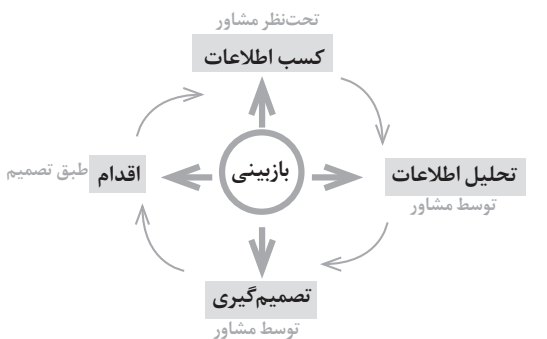 تحت‌نظر مشاور
کسب اطلاعات
تحلیل اطلاعات
توسط مشاور
بازبینی
اقدام
طبق تصمیم
تصمیم‌گیری
توسط مشاور